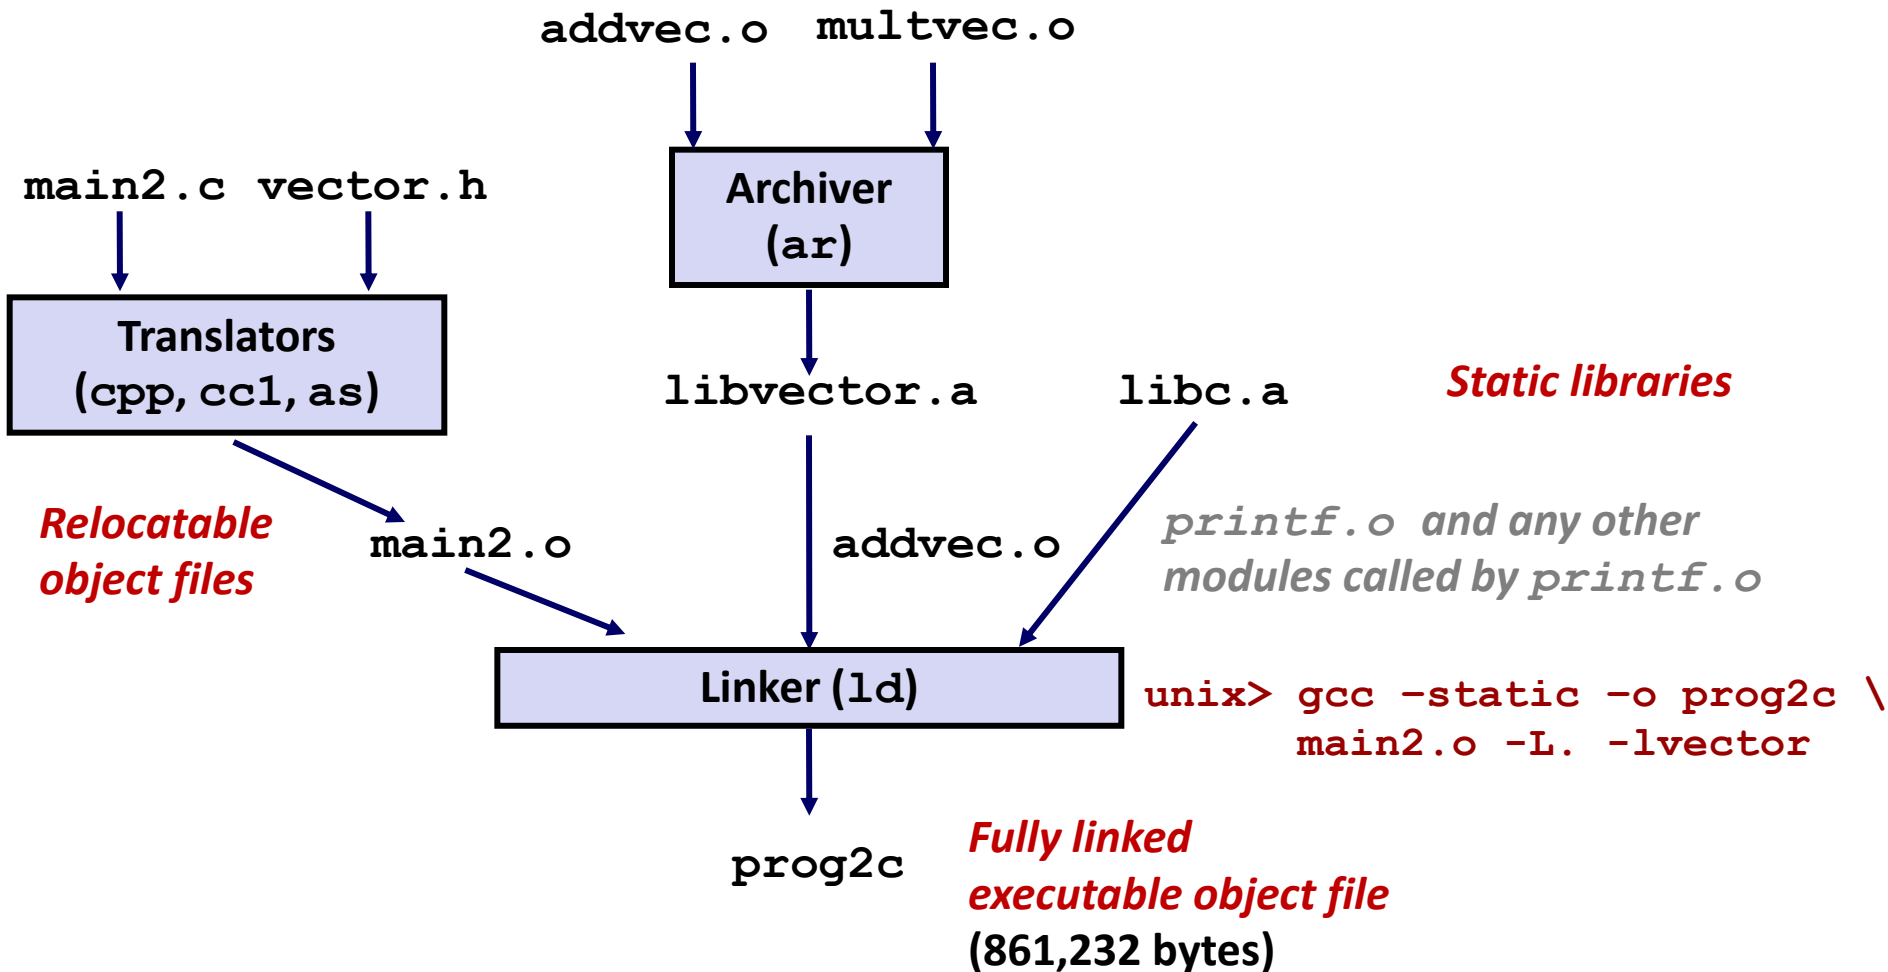 addvec.o multvec.o
main2.c vector.h
Archiver
(ar)
Translators
(cpp, cc1, as)
libvector.a libc.a
Static libraries
Relocatable
object files
main2.o
addvec.o
printf.o and any other
modules called by printf.o
Linker (ld)
unix> gcc –static –o prog2c \
main2.o -L. -lvector
prog2c
Fully linked
executable object file
(861,232 bytes)